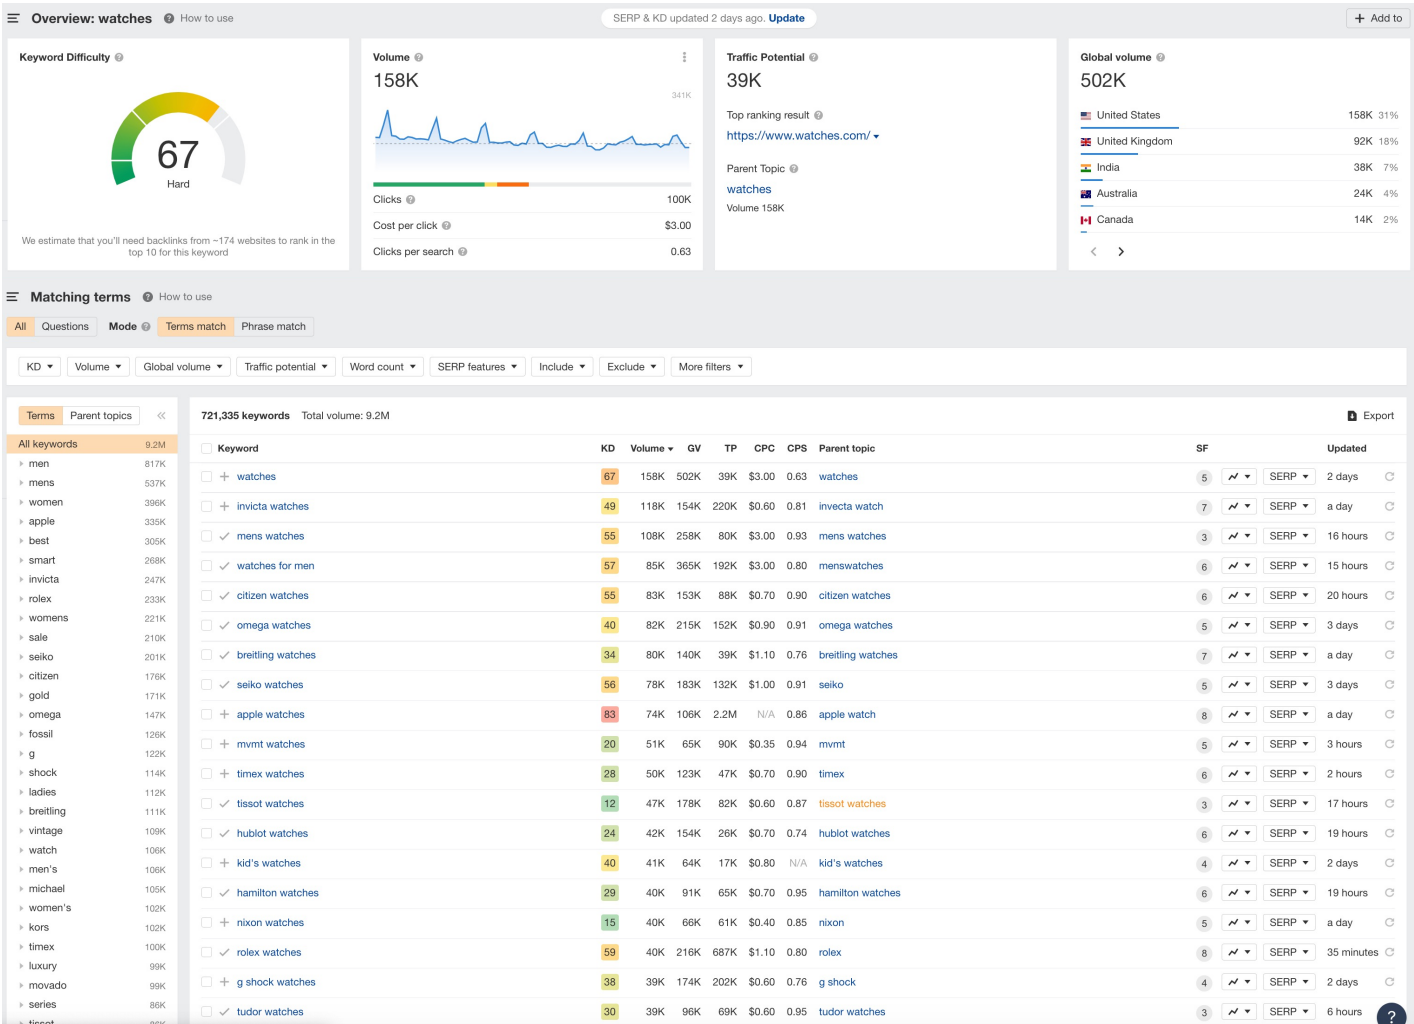 Overview: watches ? How to use SERP & KD updated 2 days ago. Update + Add to
Keyword Difficulty ?
67
Hard
We estimate that you'll need backlinks from ~174 websites to rank in the
top 10 for this keyword
Volume ?
158K
341K
Clicks ? 100K
Cost per click ? $3.00
Clicks per search ? 0.63
Traffic Potential ?
39K
Top ranking result ?
https://www.watches.com/
Parent Topic ?
watches
Volume 158K
Global volume ?
502K
United States 158K 31%
United Kingdom 92K 18%
India 38K 7%
Australia 24K 4%
Canada 14K 2%
Matching terms ? How to use
All Questions Mode ? Terms match Phrase match
KD Volume Global volume Traffic potential Word count SERP features Include Exclude More filters
Terms Parent topics
All keywords 9.2M
men 817K
mens 537K
women 396K
apple 335K
best 305K
smart 268K
invicta 247K
rolex 233K
womens 221K
sale 210K
seiko 201K
citizen 176K
gold 171K
omega 147K
fossil 126K
g 122K
shock 114K
ladies 112K
breitling 111K
vintage 109K
watch 106K
men's 106K
michael 105K
women's 102K
kors 102K
timex 100K
luxury 99K
movado 99K
series 86K
721,335 keywords Total volume: 9.2M Export
Keyword KD Volume GV TP CPC CPS Parent topic SF Updated
watches 67 158K 502K 39K $3.00 0.63 watches 5 SERP 2 days
invicta watches 49 118K 154K 220K $0.60 0.81 invecta watch 7 SERP a day
mens watches 55 108K 258K 80K $3.00 0.93 mens watches 3 SERP 16 hours
watches for men 57 85K 365K 192K $3.00 0.80 menswatches 6 SERP 15 hours
citizen watches 55 83K 153K 88K $0.70 0.90 citizen watches 6 SERP 20 hours
omega watches 40 82K 215K 152K $0.90 0.91 omega watches 5 SERP 3 days
breitling watches 34 80K 140K 39K $1.10 0.76 breitling watches 7 SERP a day
seiko watches 56 78K 183K 132K $1.00 0.91 seiko 5 SERP 3 days
apple watches 83 74K 106K 2.2M N/A 0.86 apple watch 8 SERP a day
mvmt watches 20 51K 65K 90K $0.35 0.94 mvmt 5 SERP 3 hours
timex watches 28 50K 123K 47K $0.70 0.90 timex 6 SERP 2 hours
tissot watches 12 47K 178K 82K $0.60 0.87 tissot watches 3 SERP 17 hours
hublot watches 24 42K 154K 26K $0.70 0.74 hublot watches 6 SERP 19 hours
kid's watches 40 41K 64K 17K $0.80 N/A kid's watches 4 SERP 2 days
hamilton watches 29 40K 91K 65K $0.70 0.95 hamilton watches 6 SERP 19 hours
nixon watches 15 40K 66K 61K $0.40 0.85 nixon 5 SERP a day
rolex watches 59 40K 216K 687K $1.10 0.80 rolex 8 SERP 35 minutes
g shock watches 38 39K 174K 202K $0.60 0.76 g shock 4 SERP 2 days
tudor watches 30 39K 96K 69K $0.60 0.95 tudor watches 3 SERP 6 hours
?